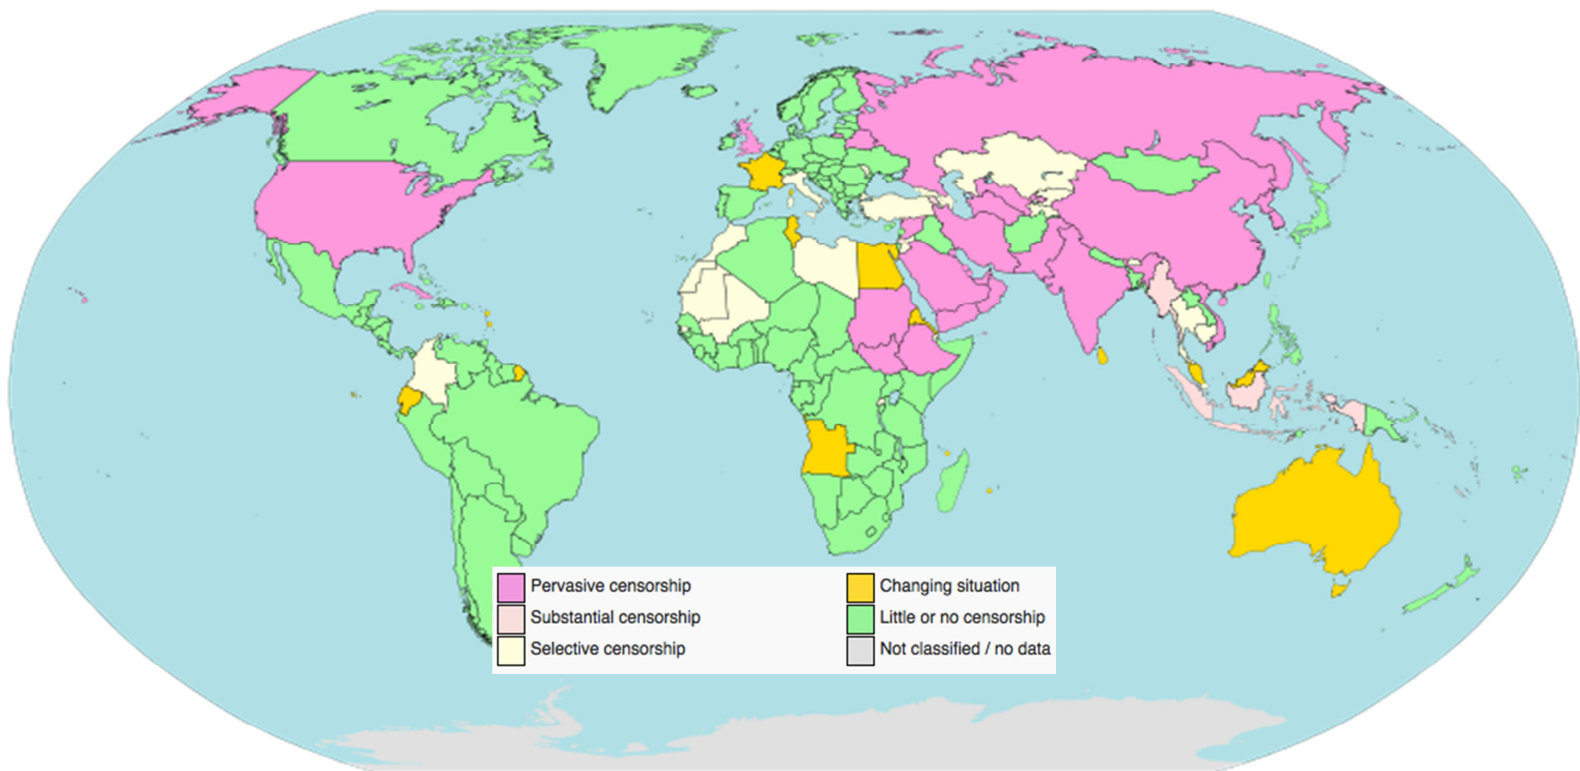 Pervasive censorship
Substantial censorship
Selective censorship
Changing situation
Little or no censorship
Not classified / no data